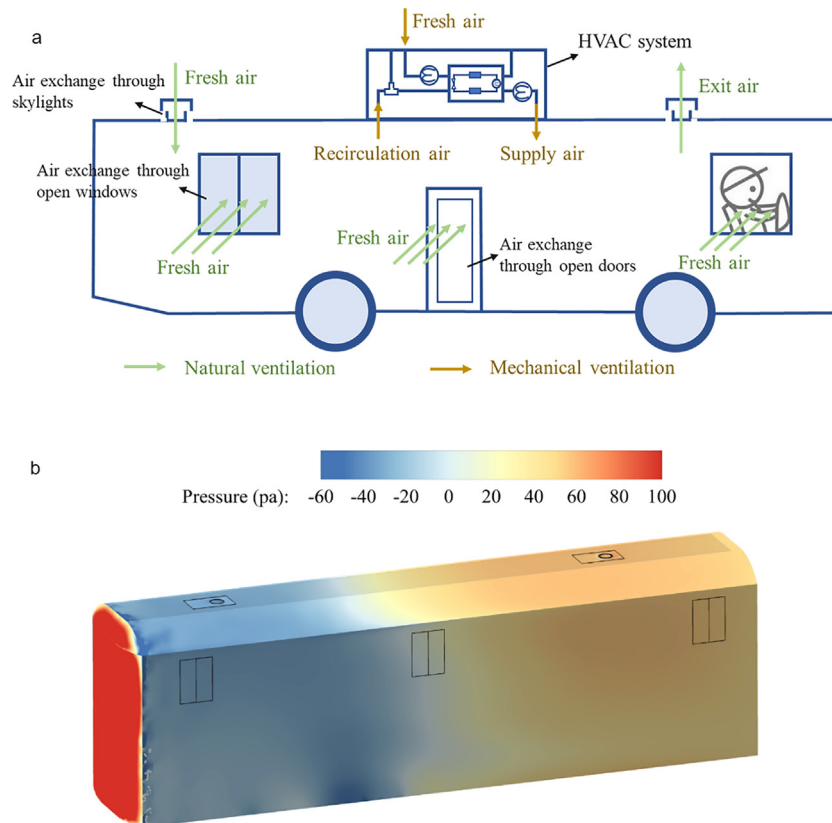 a
Fresh air
HVAC system
Air exchange through
skylights
Fresh air
Exit air
Recirculation air
Supply air
Air exchange through
open windows
Fresh air
Fresh air
Air exchange
through open doors
Fresh air
Natural ventilation
Mechanical ventilation
b
Pressure (pa): -60 -40 -20 0 20 40 60 80 100